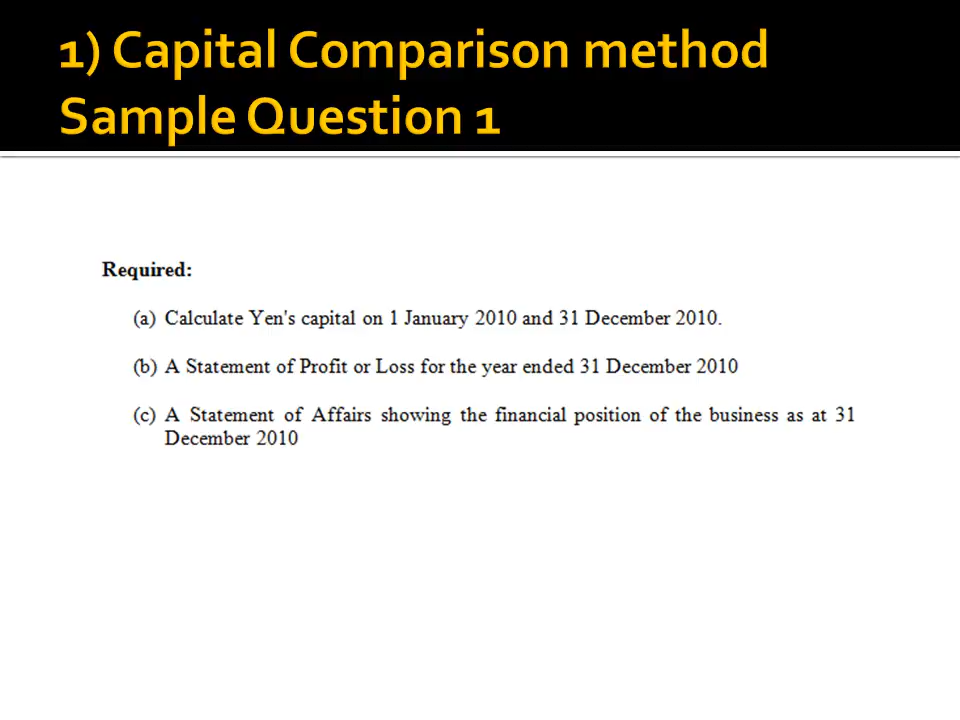 1) Capital Comparison method
Sample Question 1
Required:
(a) Calculate Yen's capital on 1 January 2010 and 31 December 2010.
(b) A Statement of Profit or Loss for the year ended 31 December 2010
(c) A Statement of Affairs showing the financial position of the business as at 31
December 2010